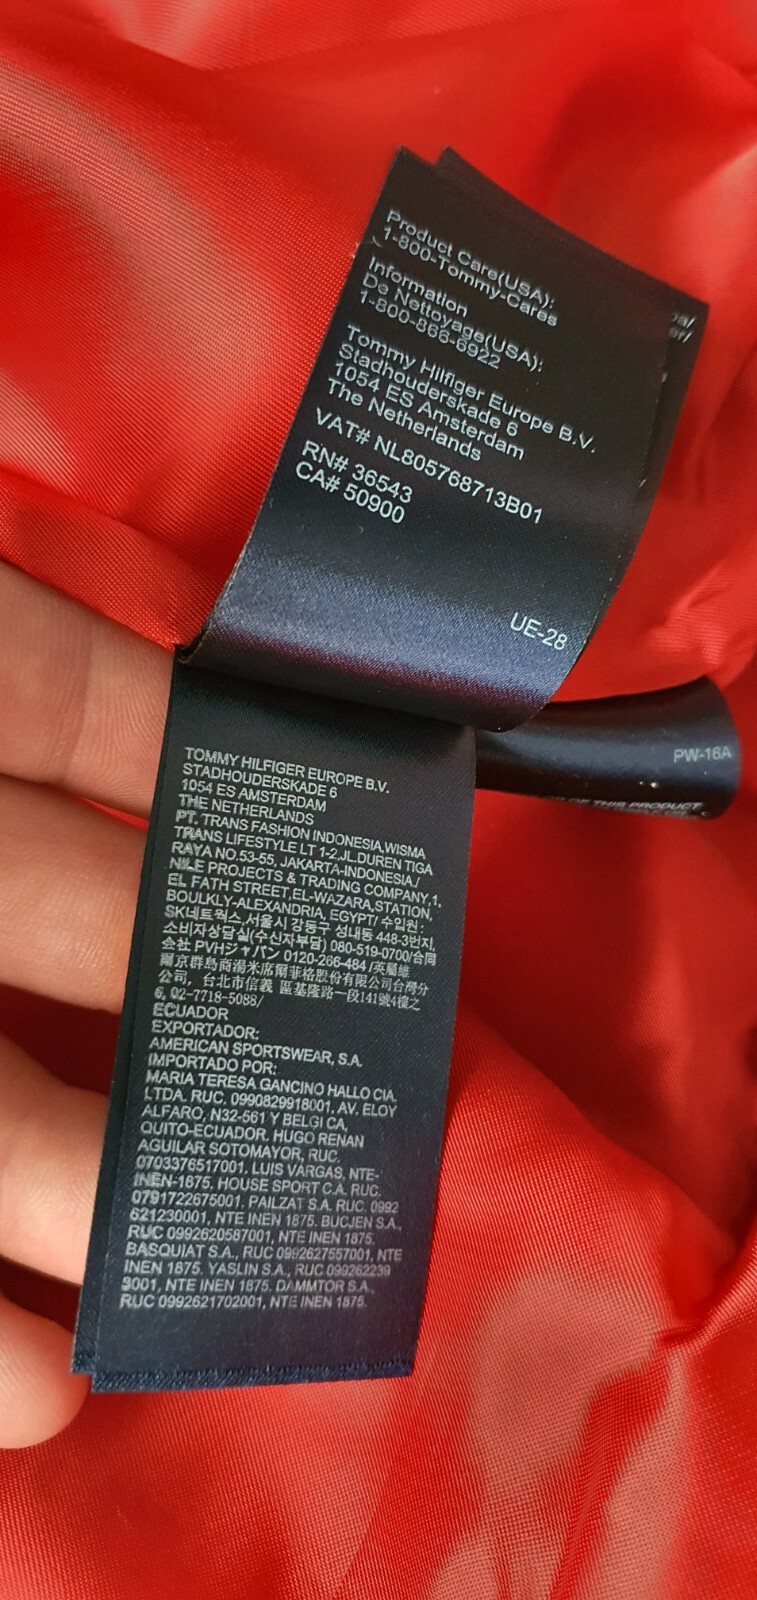 Product Care(USA):
1-800-Tommy-Cares
Information
De Nettoyage(USA):
1-800-866-6922
Tommy Hilfiger Europe B.V.
Stadhouderskade 6
1054 ES Amsterdam
The Netherlands
VAT# NL805768713B01
RN# 36543
CA# 50900
UE-28
PW-16A
OF THIS PRODUCT
TOMMY HILFIGER EUROPE B.V.
STADHOUDERSKADE 6
1054 ES AMSTERDAM
THE NETHERLANDS
PT. TRANS FASHION INDONESIA,WISMA
TRANS LIFESTYLE LT 1-2,JL.DUREN TIGA
RAYA NO.53-55, JAKARTA-INDONESIA./
NILE PROJECTS & TRADING COMPANY,1,
EL FATH STREET,EL-WAZARA,STATION,
BOULKLY-ALEXANDRIA, EGYPT/ 수입원 :
SK네트웍스,서울시 강동구 성내동 448-3번지,
소비자상담실(수신자부담) 080-519-0700/合同
会社 PVHジャパン 0120-266-484 /英屬維
爾京群島商湯米席爾菲格股份有限公司台灣分
公司, 台北市信義 區基隆路一段141號4樓之
6, 02-7718-5088/
ECUADOR
EXPORTADOR:
AMERICAN SPORTSWEAR, S.A.
IMPORTADO POR:
MARIA TERESA GANCINO HALLO CIA.
LTDA. RUC. 0990829918001, AV. ELOY
ALFARO, N32-561 Y BELGI CA,
QUITO-ECUADOR. HUGO RENAN
AGUILAR SOTOMAYOR, RUC.
0703376517001. LUIS VARGAS, NTE-
INEN-1875. HOUSE SPORT C.A. RUC.
0791722675001. PAILZAT S.A. RUC. 0992
621230001, NTE INEN 1875. BUCJEN S.A.,
RUC 0992620587001, NTE INEN 1875.
BASQUIAT S.A., RUC 0992627557001, NTE
INEN 1875. YASLIN S.A., RUC 099262239
3001, NTE INEN 1875. DAMMTOR S.A.,
RUC 0992621702001, NTE INEN 1875.